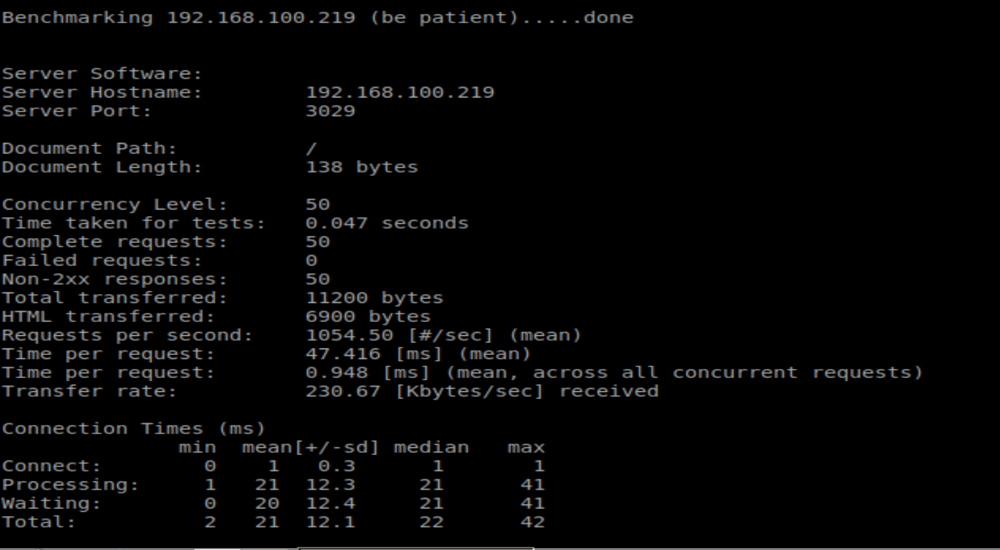 Benchmarking 192.168.100.219 (be patient).....done
Server Software:
Server Hostname:        192.168.100.219
Server Port:            3029
Document Path:          /
Document Length:        138 bytes
Concurrency Level:      50
Time taken for tests:   0.047 seconds
Complete requests:      50
Failed requests:        0
Non-2xx responses:      50
Total transferred:      11200 bytes
HTML transferred:       6900 bytes
Requests per second:    1054.50 [#/sec] (mean)
Time per request:       47.416 [ms] (mean)
Time per request:       0.948 [ms] (mean, across all concurrent requests)
Transfer rate:          230.67 [Kbytes/sec] received
Connection Times (ms)
              min  mean[+/-sd] median   max
Connect:        0    1   0.3      1       1
Processing:     1   21  12.3     21      41
Waiting:        0   20  12.4     21      41
Total:          2   21  12.1     22      42